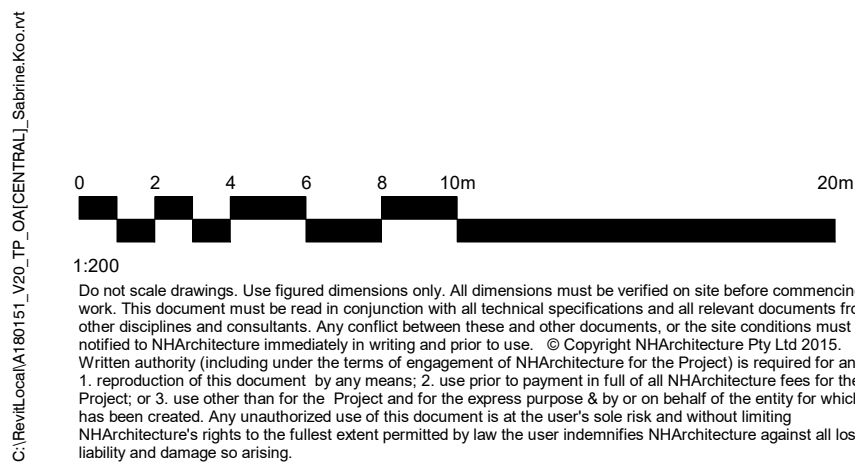 C:\RevitLocal\A180151_V20_TP_OA[CENTRAL]_Sabrine.Koo.rvt
0 2 4 6 8 10m 20m
1:200
Do not scale drawings. Use figured dimensions only. All dimensions must be verified on site before commencing
work. This document must be read in conjunction with all technical specifications and all relevant documents fro
other disciplines and consultants. Any conflict between these and other documents, or the site conditions must
notified to NHArchitecture immediately in writing and prior to use. © Copyright NHArchitecture Pty Ltd 2015.
Written authority (including under the terms of engagement of NHArchitecture for the Project) is required for an
1. reproduction of this document by any means; 2. use prior to payment in full of all NHArchitecture fees for the
Project; or 3. use other than for the Project and for the express purpose & by or on behalf of the entity for which
has been created. Any unauthorized use of this document is at the user's sole risk and without limiting
NHArchitecture's rights to the fullest extent permitted by law the user indemnifies NHArchitecture against all los
liability and damage so arising.